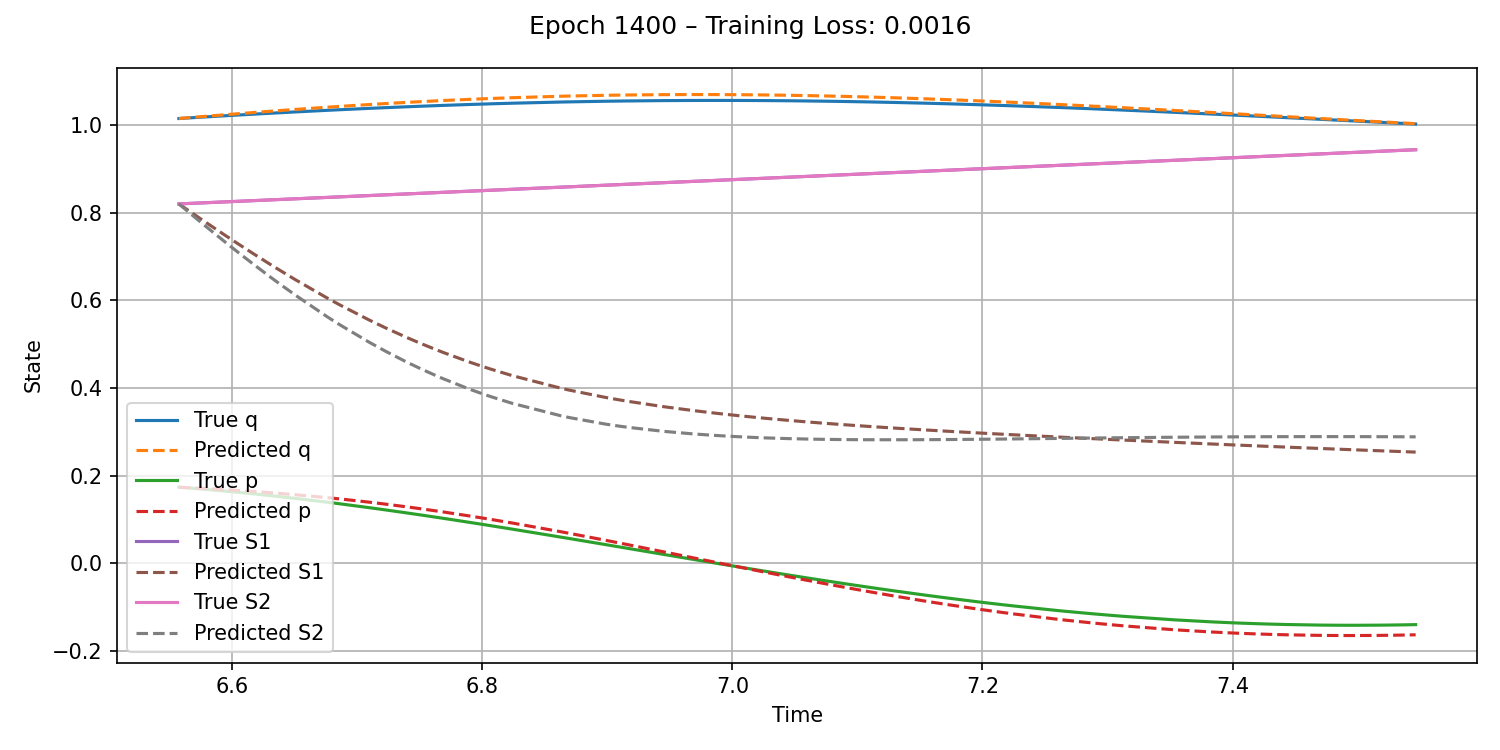 Epoch 1400 – Training Loss: 0.0016
1.0
0.8
0.6
0.4
0.2
0.0
−0.2
State
True q
Predicted q
True p
Predicted p
True S1
Predicted S1
True S2
Predicted S2
6.6 6.8 7.0 7.2 7.4
Time